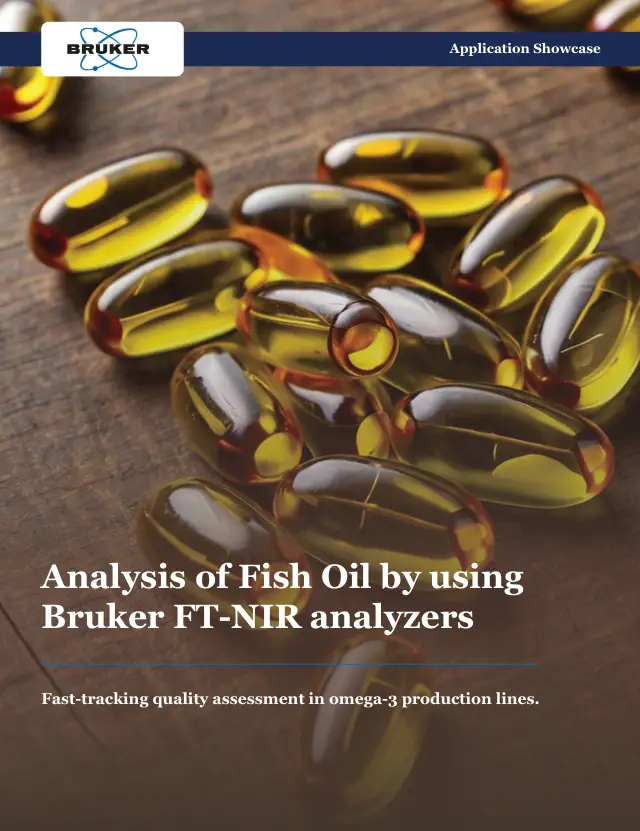 BRUKER
Application Showcase
Analysis of Fish Oil by using
Bruker FT-NIR analyzers
Fast-tracking quality assessment in omega-3 production lines.